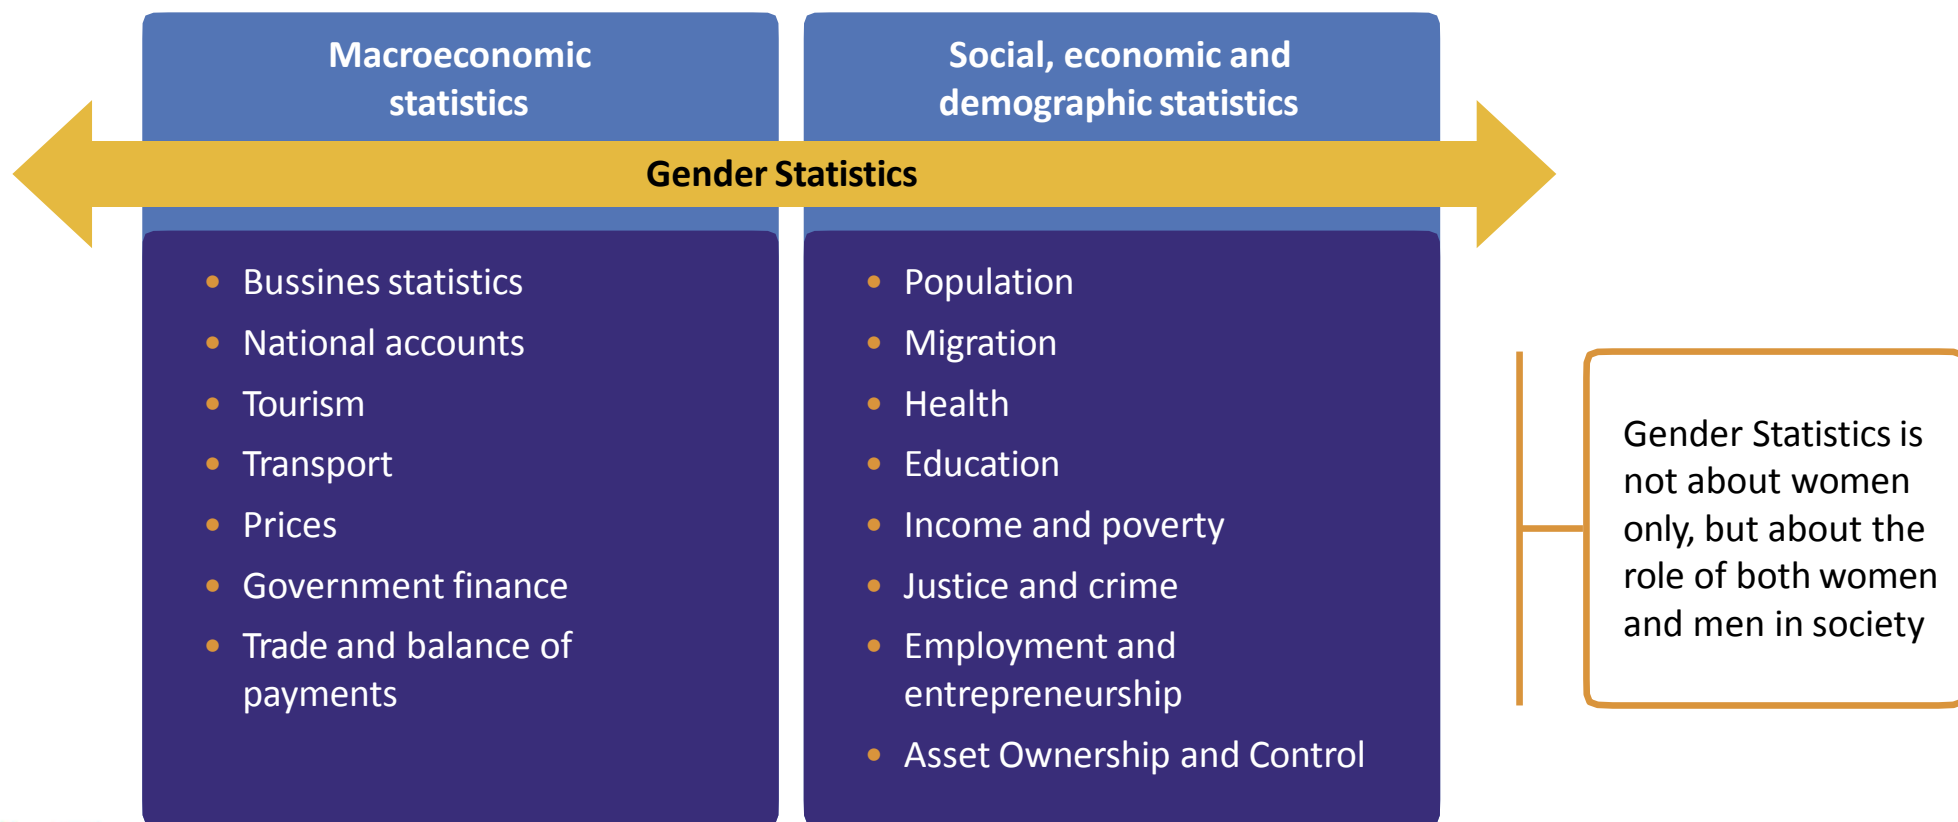 Macroeconomic
statistics
Social, economic and
demographic statistics
Gender Statistics
• Bussines statistics
• National accounts
• Tourism
• Transport
• Prices
• Government finance
• Trade and balance of
payments
• Population
• Migration
• Health
• Education
• Income and poverty
• Justice and crime
• Employment and
entrepreneurship
• Asset Ownership and Control
Gender Statistics is
not about women
only, but about the
role of both women
and men in society